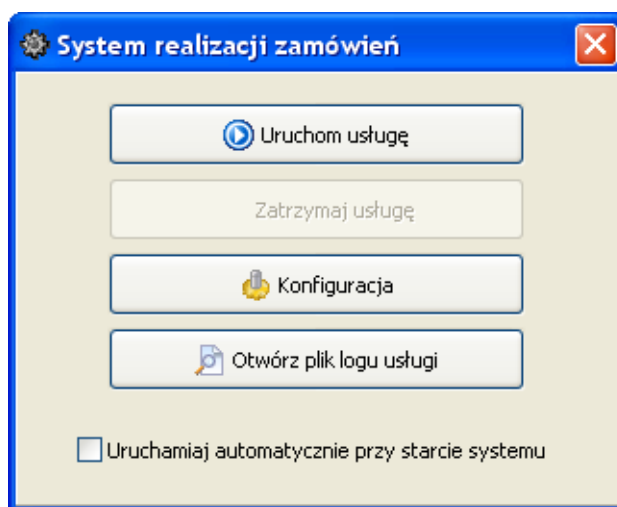 System realizacji zamówień
Uruchom usługę
Zatrzymaj usługę
Konfiguracja
Otwórz plik logu usługi
Uruchamiaj automatycznie przy starcie systemu